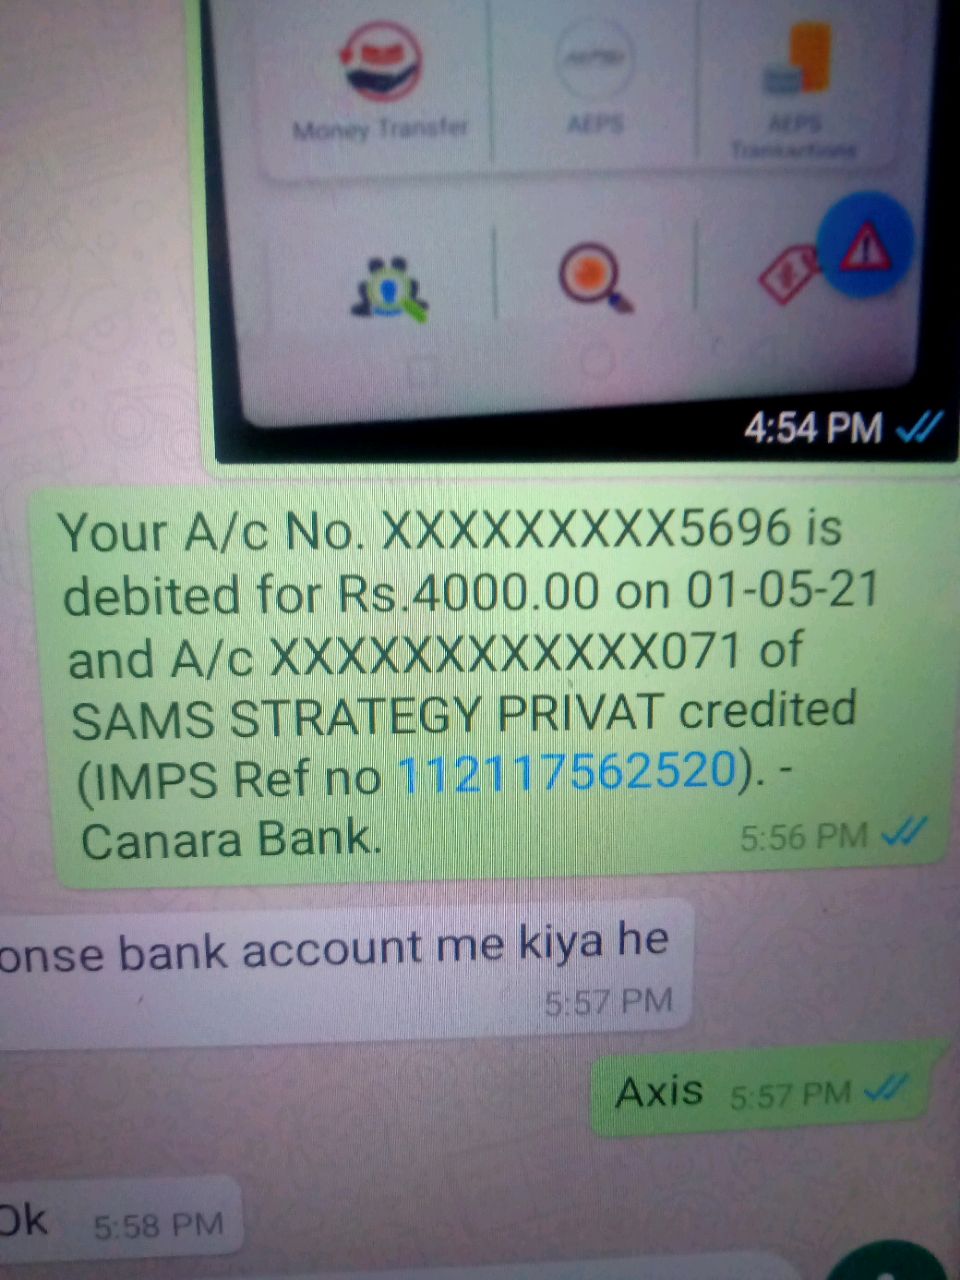 Money Transfer
AEPS
AEPS
Transactions
4:54 PM
Your A/c No. XXXXXXXXX5696 is
debited for Rs.4000.00 on 01-05-21
and A/c XXXXXXXXXXXX071 of
SAMS STRATEGY PRIVAT credited
(IMPS Ref no 112117562520). -
Canara Bank.
5:56 PM
onse bank account me kiya he
5:57 PM
Axis 5:57 PM
Ok 5:58 PM